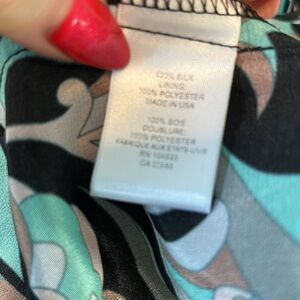 100% SILK
LINING:
100% POLYESTER
MADE IN USA
100% SOIE
DOUBLURE:
100% POLYESTER
FABRIQUE AUX ETATS-UNIS
RN 104533
CA